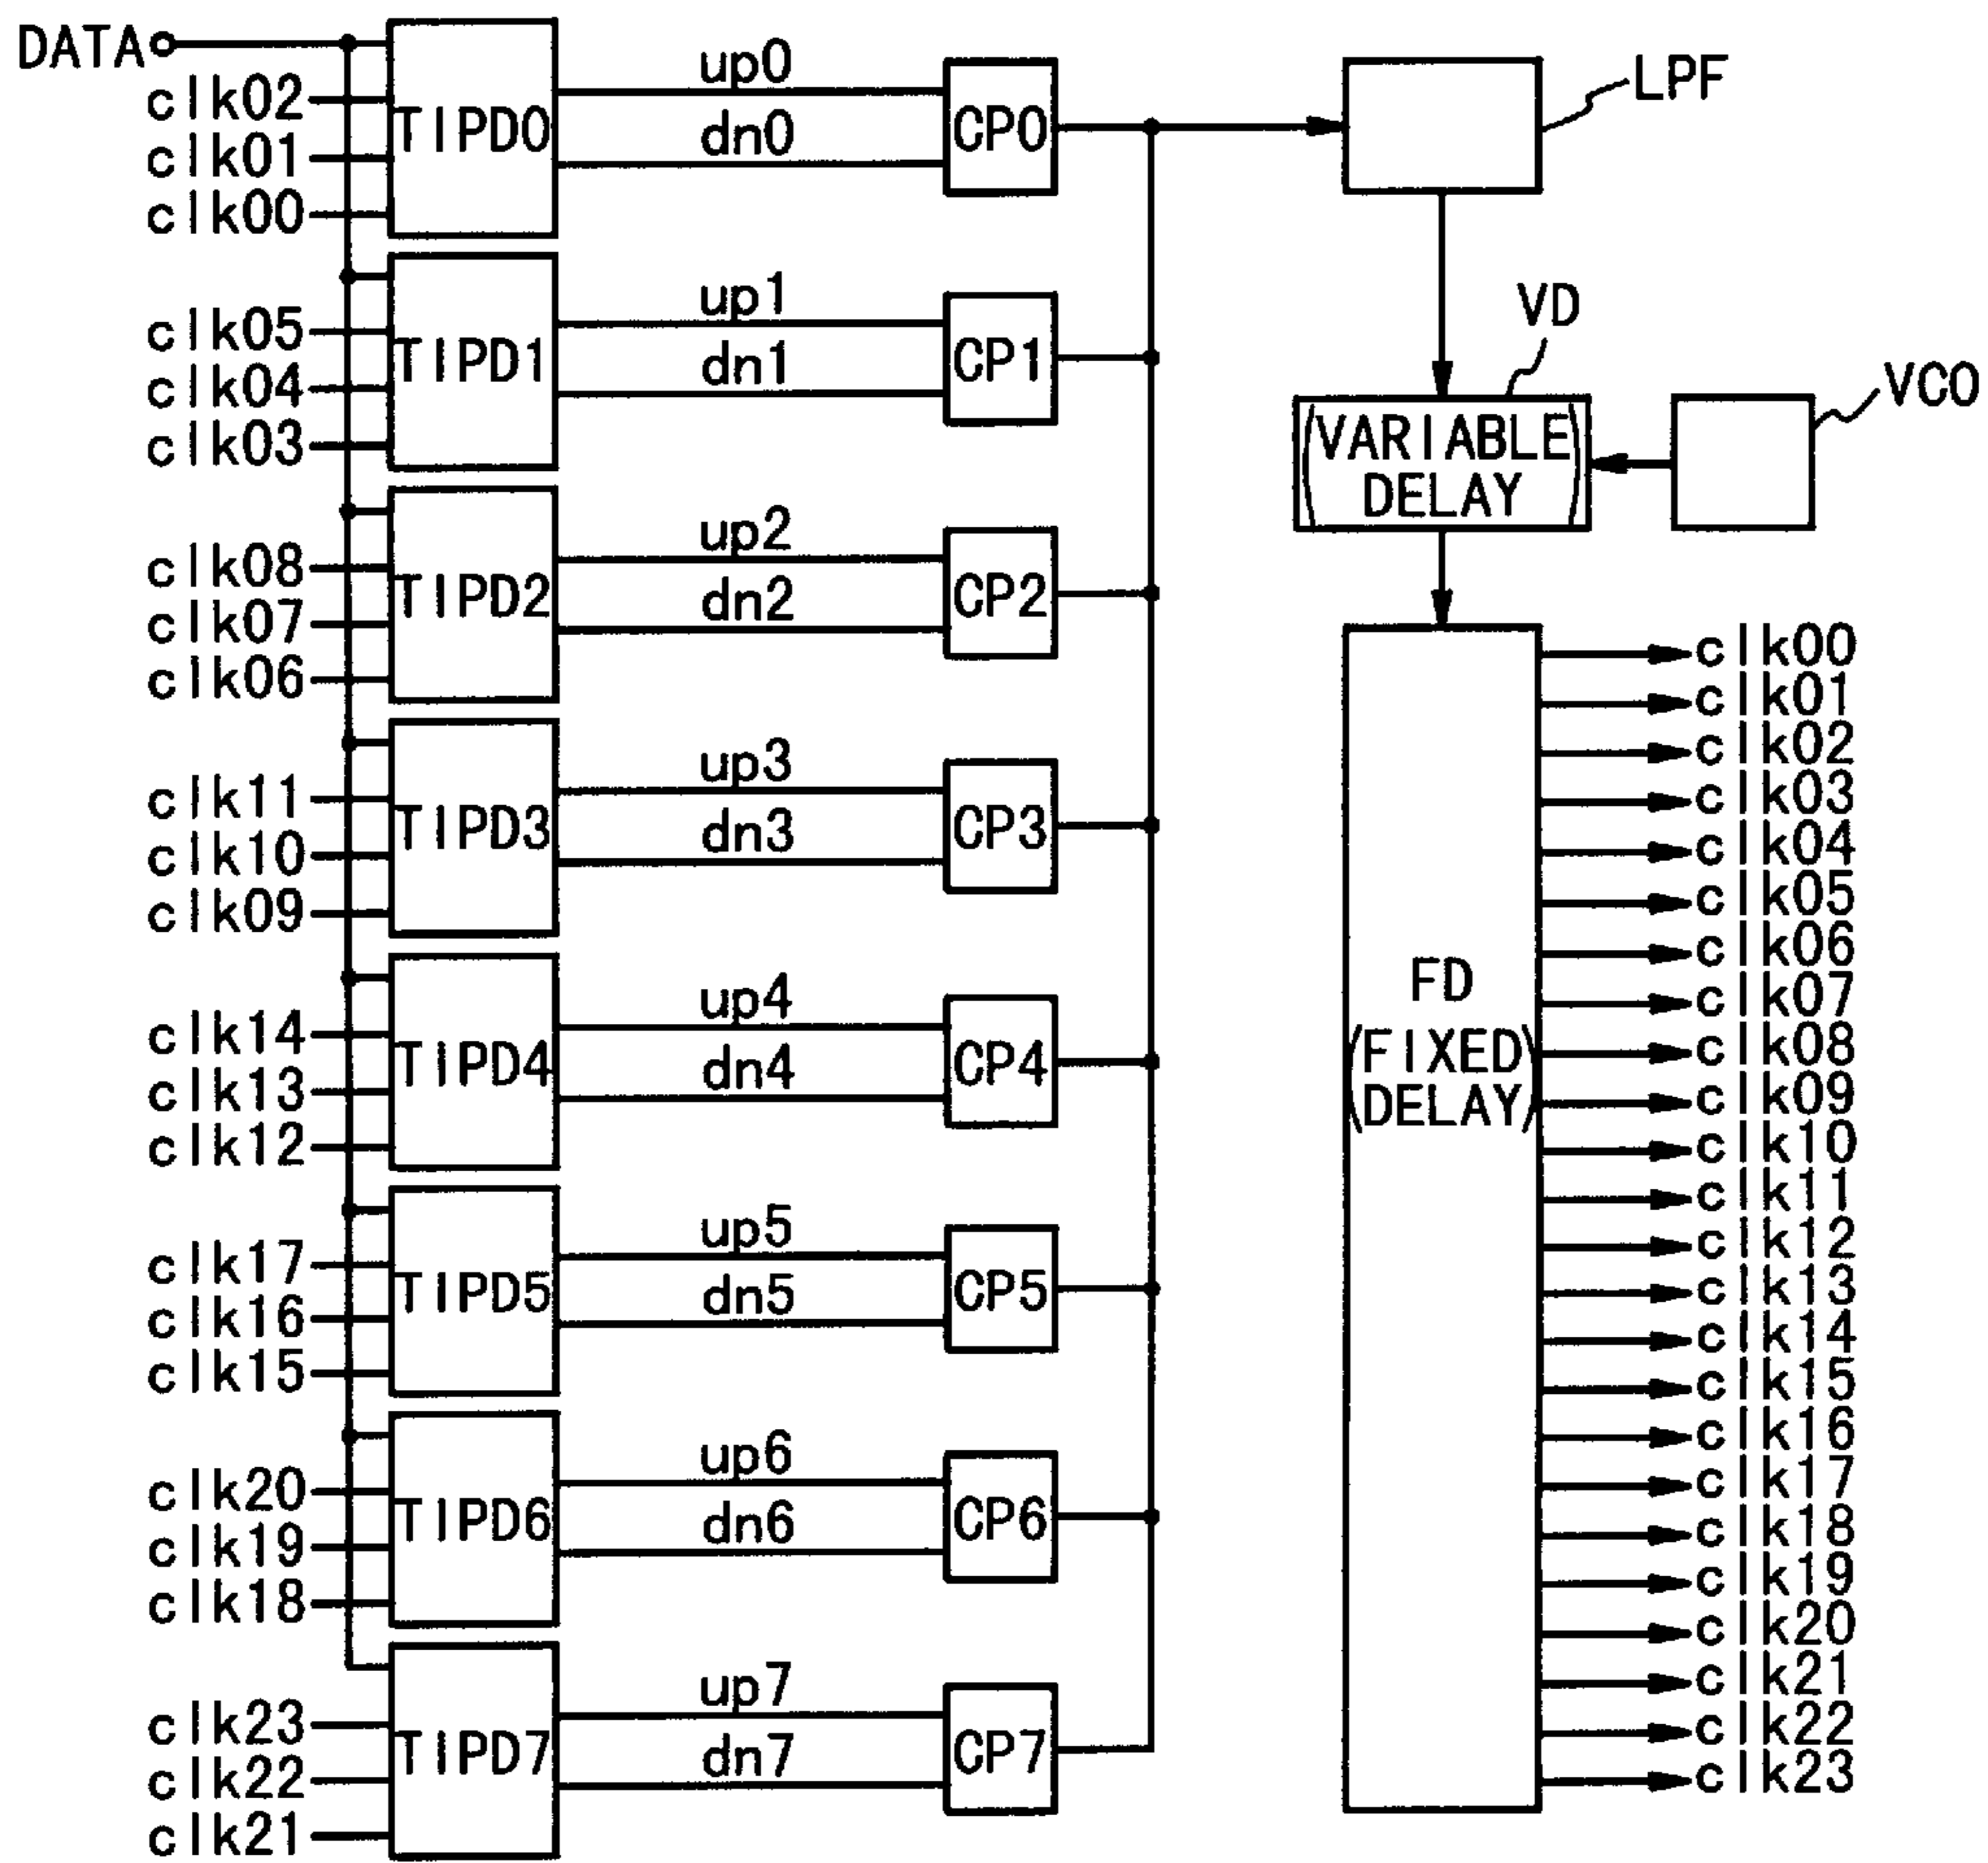 DATA
clk02
clk01
clk00
TIPD0
up0
dn0
CP0
LPF
clk05
clk04
clk03
TIPD1
up1
dn1
CP1
VD
(VARIABLE DELAY)
VCO
clk08
clk07
clk06
TIPD2
up2
dn2
CP2
clk11
clk10
clk09
TIPD3
up3
dn3
CP3
clk14
clk13
clk12
TIPD4
up4
dn4
CP4
clk17
clk16
clk15
TIPD5
up5
dn5
CP5
clk20
clk19
clk18
TIPD6
up6
dn6
CP6
clk23
clk22
clk21
TIPD7
up7
dn7
CP7
FD
(FIXED DELAY)
clk00
clk01
clk02
clk03
clk04
clk05
clk06
clk07
clk08
clk09
clk10
clk11
clk12
clk13
clk14
clk15
clk16
clk17
clk18
clk19
clk20
clk21
clk22
clk23